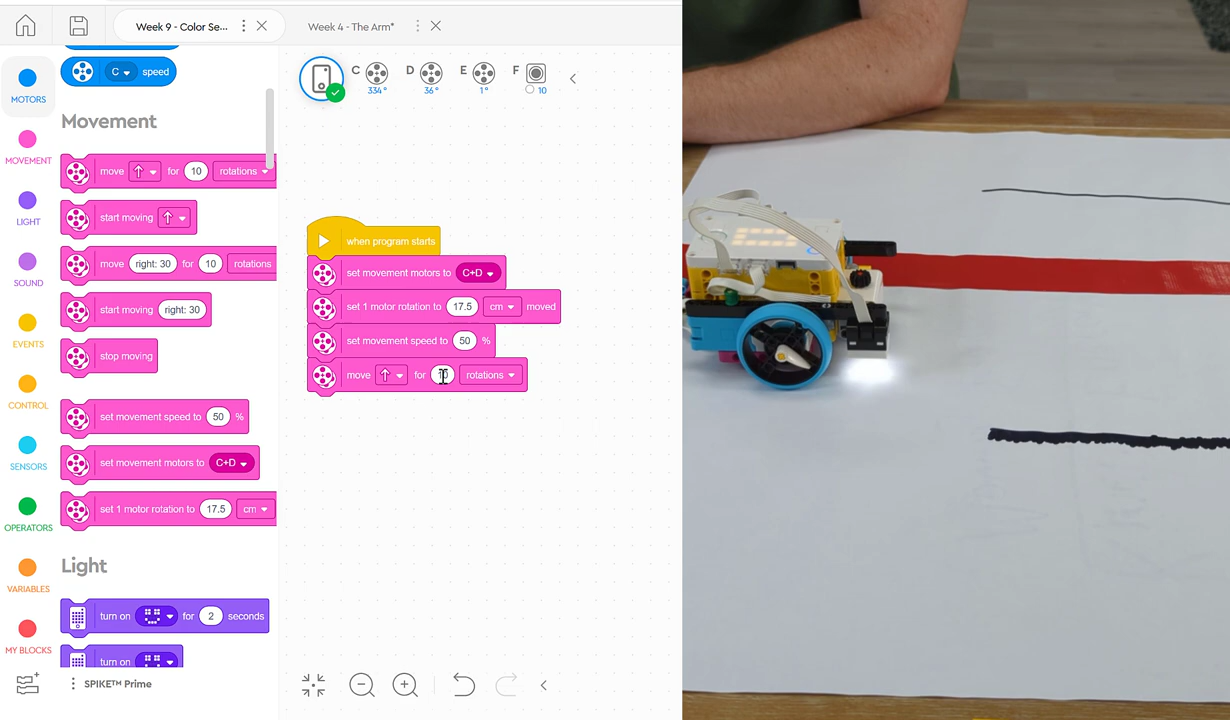 Week 9 - Color Se...
Week 4 - The Arm*
MOTORS
MOVEMENT
LIGHT
SOUND
EVENTS
CONTROL
SENSORS
OPERATORS
VARIABLES
MY BLOCKS
C speed
Movement
move for 10 rotations
start moving
move right: 30 for 10 rotations
start moving right: 30
stop moving
set movement speed to 50 %
set movement motors to C+D
set 1 motor rotation to 17.5 cm
Light
turn on for 2 seconds
turn on
SPIKE™ Prime
C 334°
D 36°
E 1°
F 10
when program starts
set movement motors to C+D
set 1 motor rotation to 17.5 cm moved
set movement speed to 50 %
move for rotations